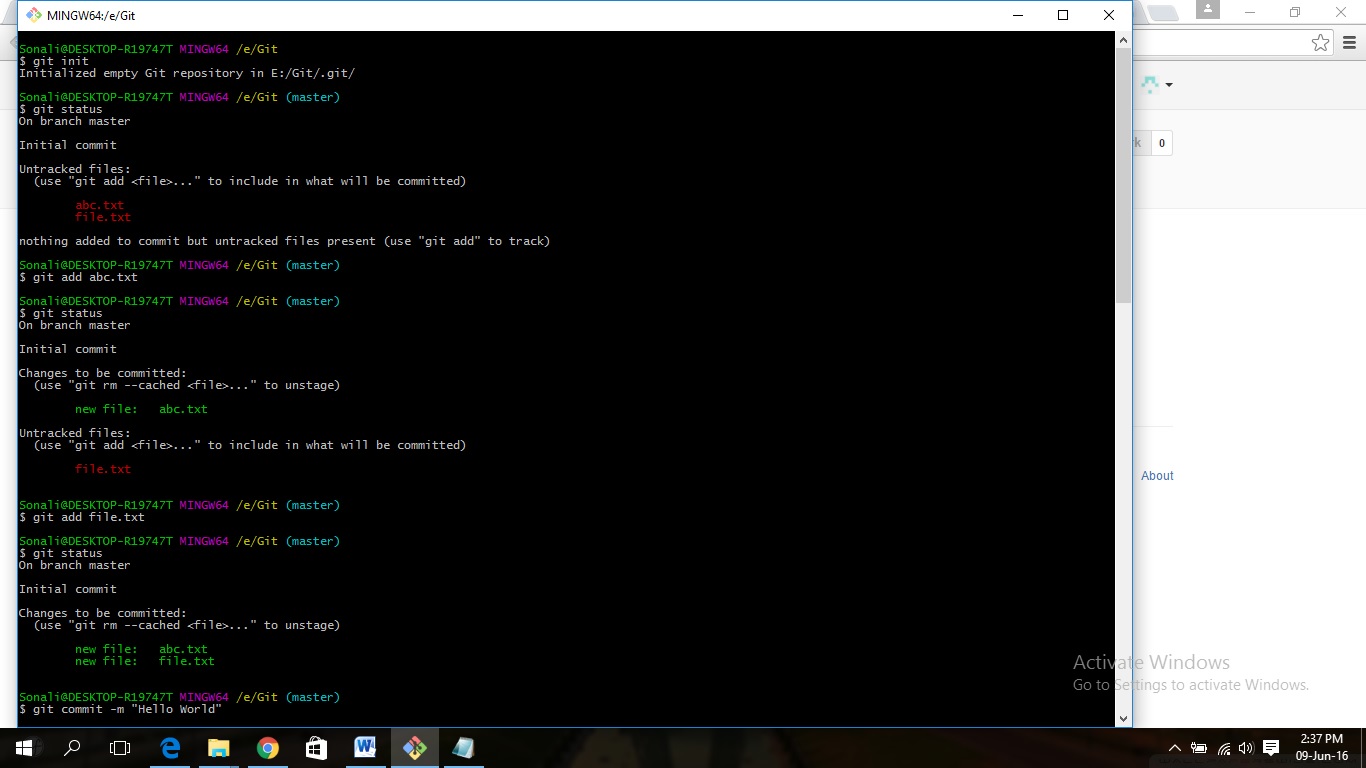 MINGW64:/e/Git
Sonali@DESKTOP-R19747T MINGW64 /e/Git
$ git init
Initialized empty Git repository in E:/Git/.git/
Sonali@DESKTOP-R19747T MINGW64 /e/Git (master)
$ git status
On branch master
Initial commit
Untracked files:
  (use "git add <file>..." to include in what will be committed)
        abc.txt
        file.txt
nothing added to commit but untracked files present (use "git add" to track)
Sonali@DESKTOP-R19747T MINGW64 /e/Git (master)
$ git add abc.txt
Sonali@DESKTOP-R19747T MINGW64 /e/Git (master)
$ git status
On branch master
Initial commit
Changes to be committed:
  (use "git rm --cached <file>..." to unstage)
        new file:   abc.txt
Untracked files:
  (use "git add <file>..." to include in what will be committed)
        file.txt
Sonali@DESKTOP-R19747T MINGW64 /e/Git (master)
$ git add file.txt
Sonali@DESKTOP-R19747T MINGW64 /e/Git (master)
$ git status
On branch master
Initial commit
Changes to be committed:
  (use "git rm --cached <file>..." to unstage)
        new file:   abc.txt
        new file:   file.txt
Sonali@DESKTOP-R19747T MINGW64 /e/Git (master)
$ git commit -m "Hello World"
k 0
About
Activate Windows
Go to Settings to activate Windows.
2:37 PM
09-Jun-16